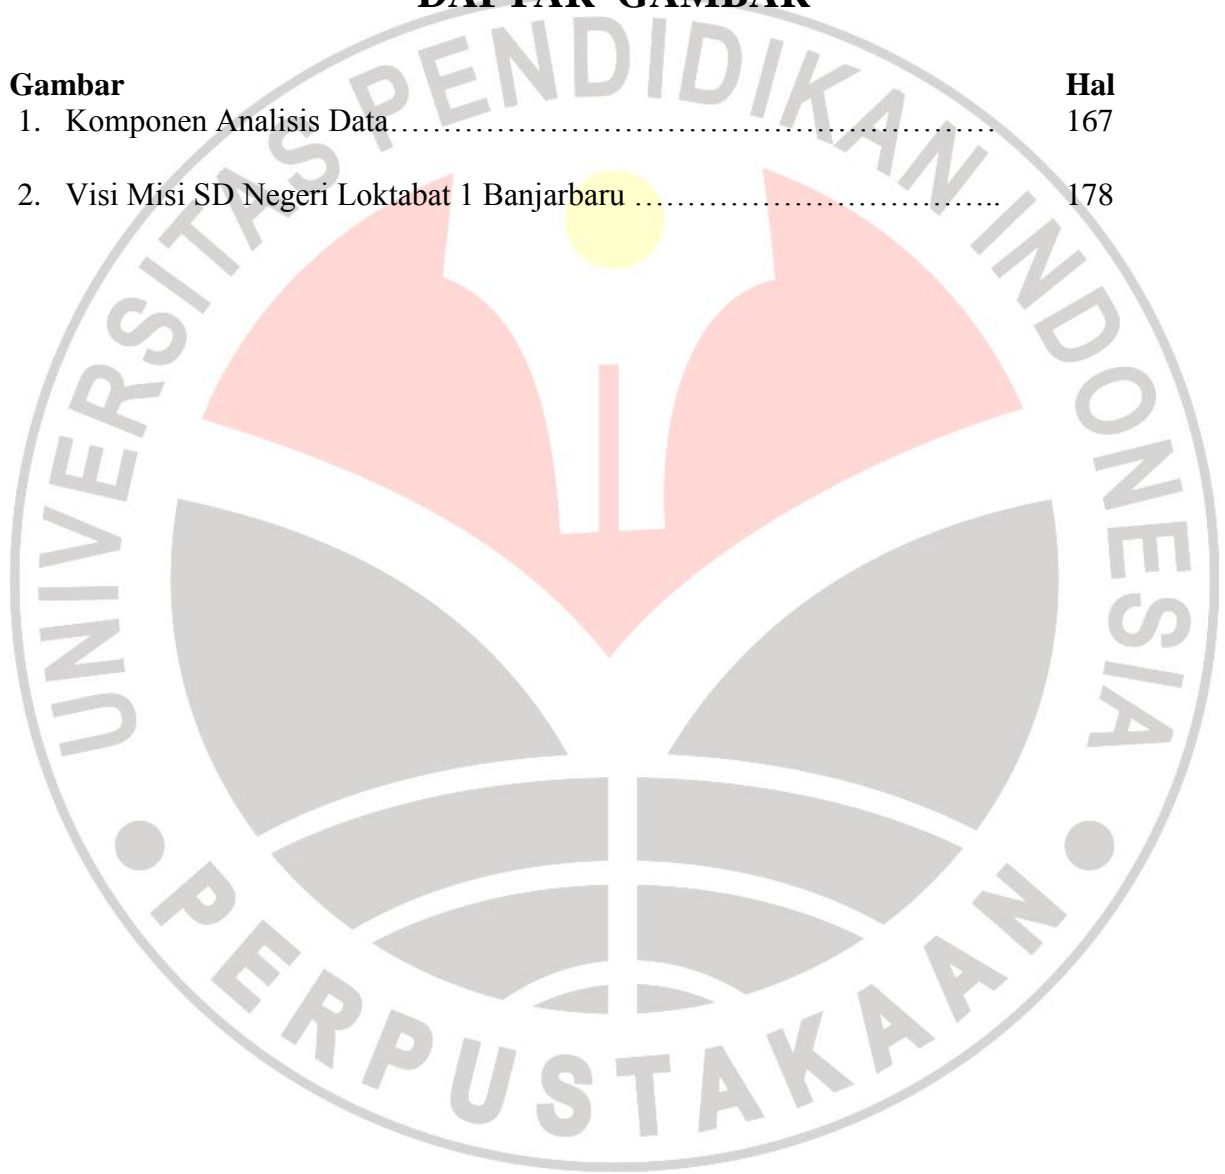 DAFTAR GAMBAR
Gambar Hal
1. Komponen Analisis Data………………………………………………… 167
2. Visi Misi SD Negeri Loktabat 1 Banjarbaru …………………………….. 178
UNIVERSITAS PENDIDIKAN INDONESIA
PERPUSTAKAAN